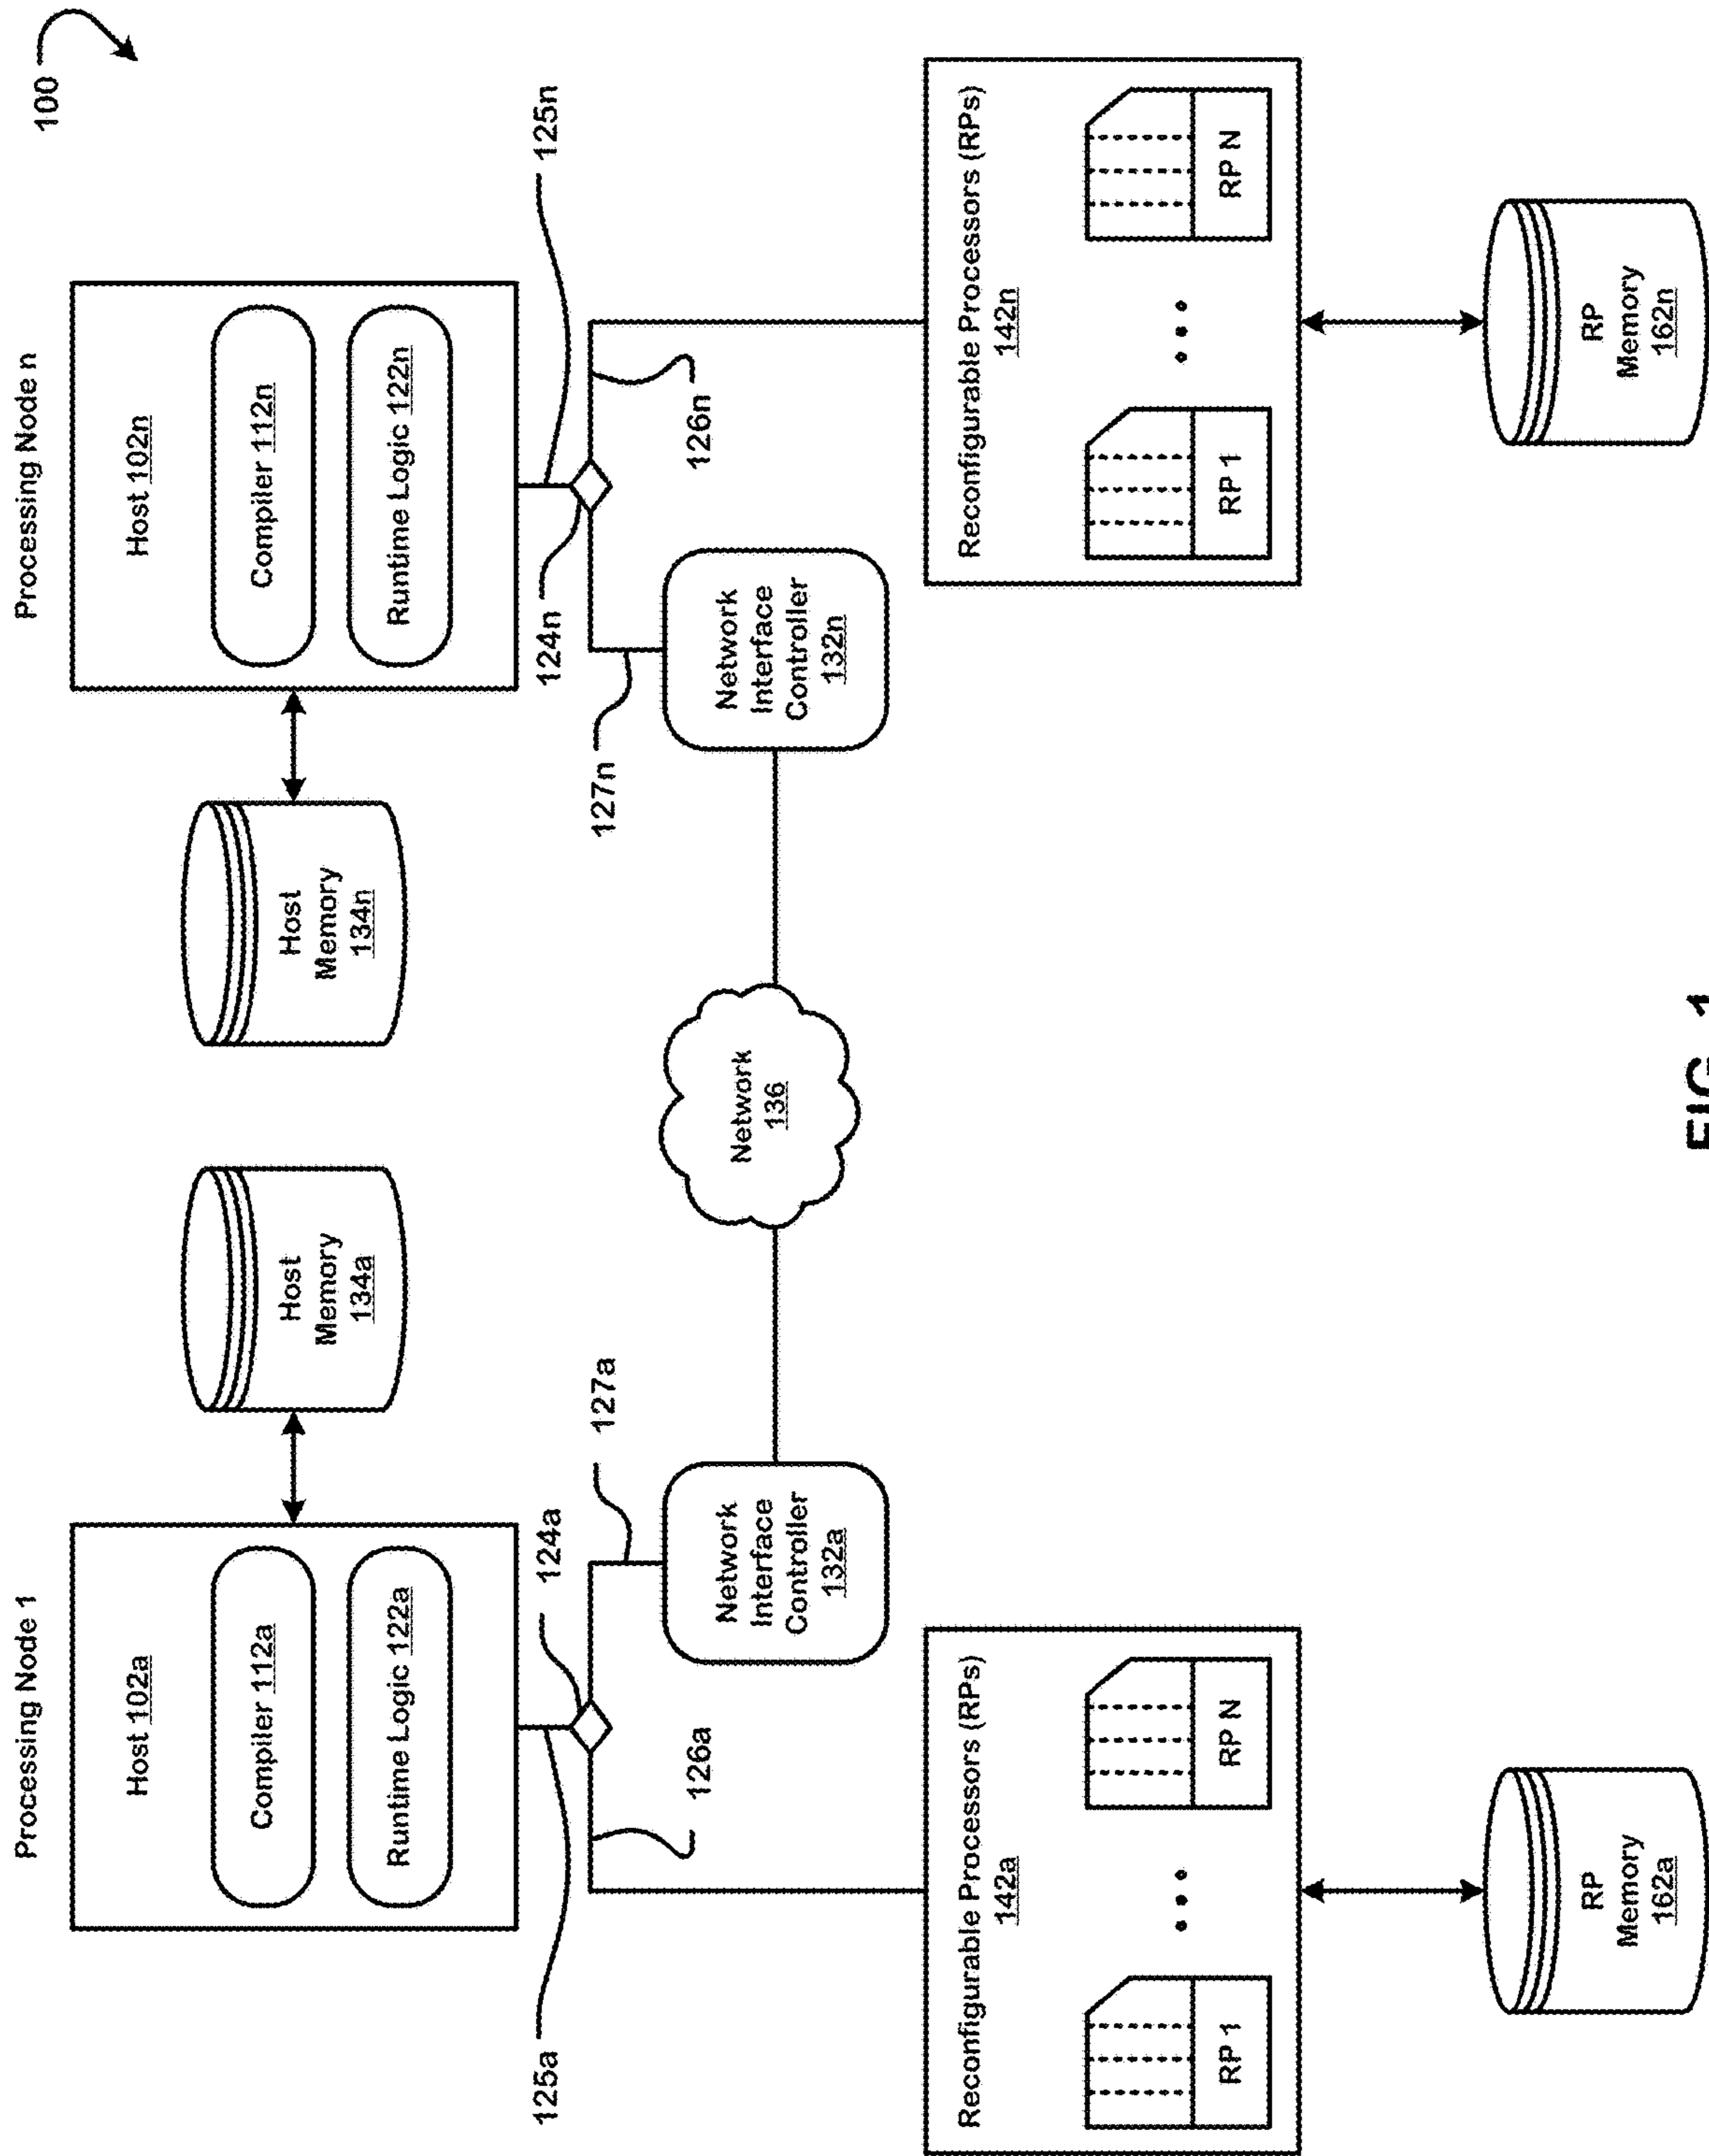 100
Processing Node 1
Processing Node n
Host 102a
Compiler 112a
Runtime Logic 122a
Host
Memory
134a
Host
Memory
134n
Host 102n
Compiler 112n
Runtime Logic 122n
125a
124a
126a
127a
127n
124n
126n
125n
Network
Interface
Controller
132a
Network
136
Network
Interface
Controller
132n
Reconfigurable Processors (RPs)
142a
RP 1
RP N
Reconfigurable Processors (RPs)
142n
RP 1
RP N
RP
Memory
162a
RP
Memory
162n
FIG. 1